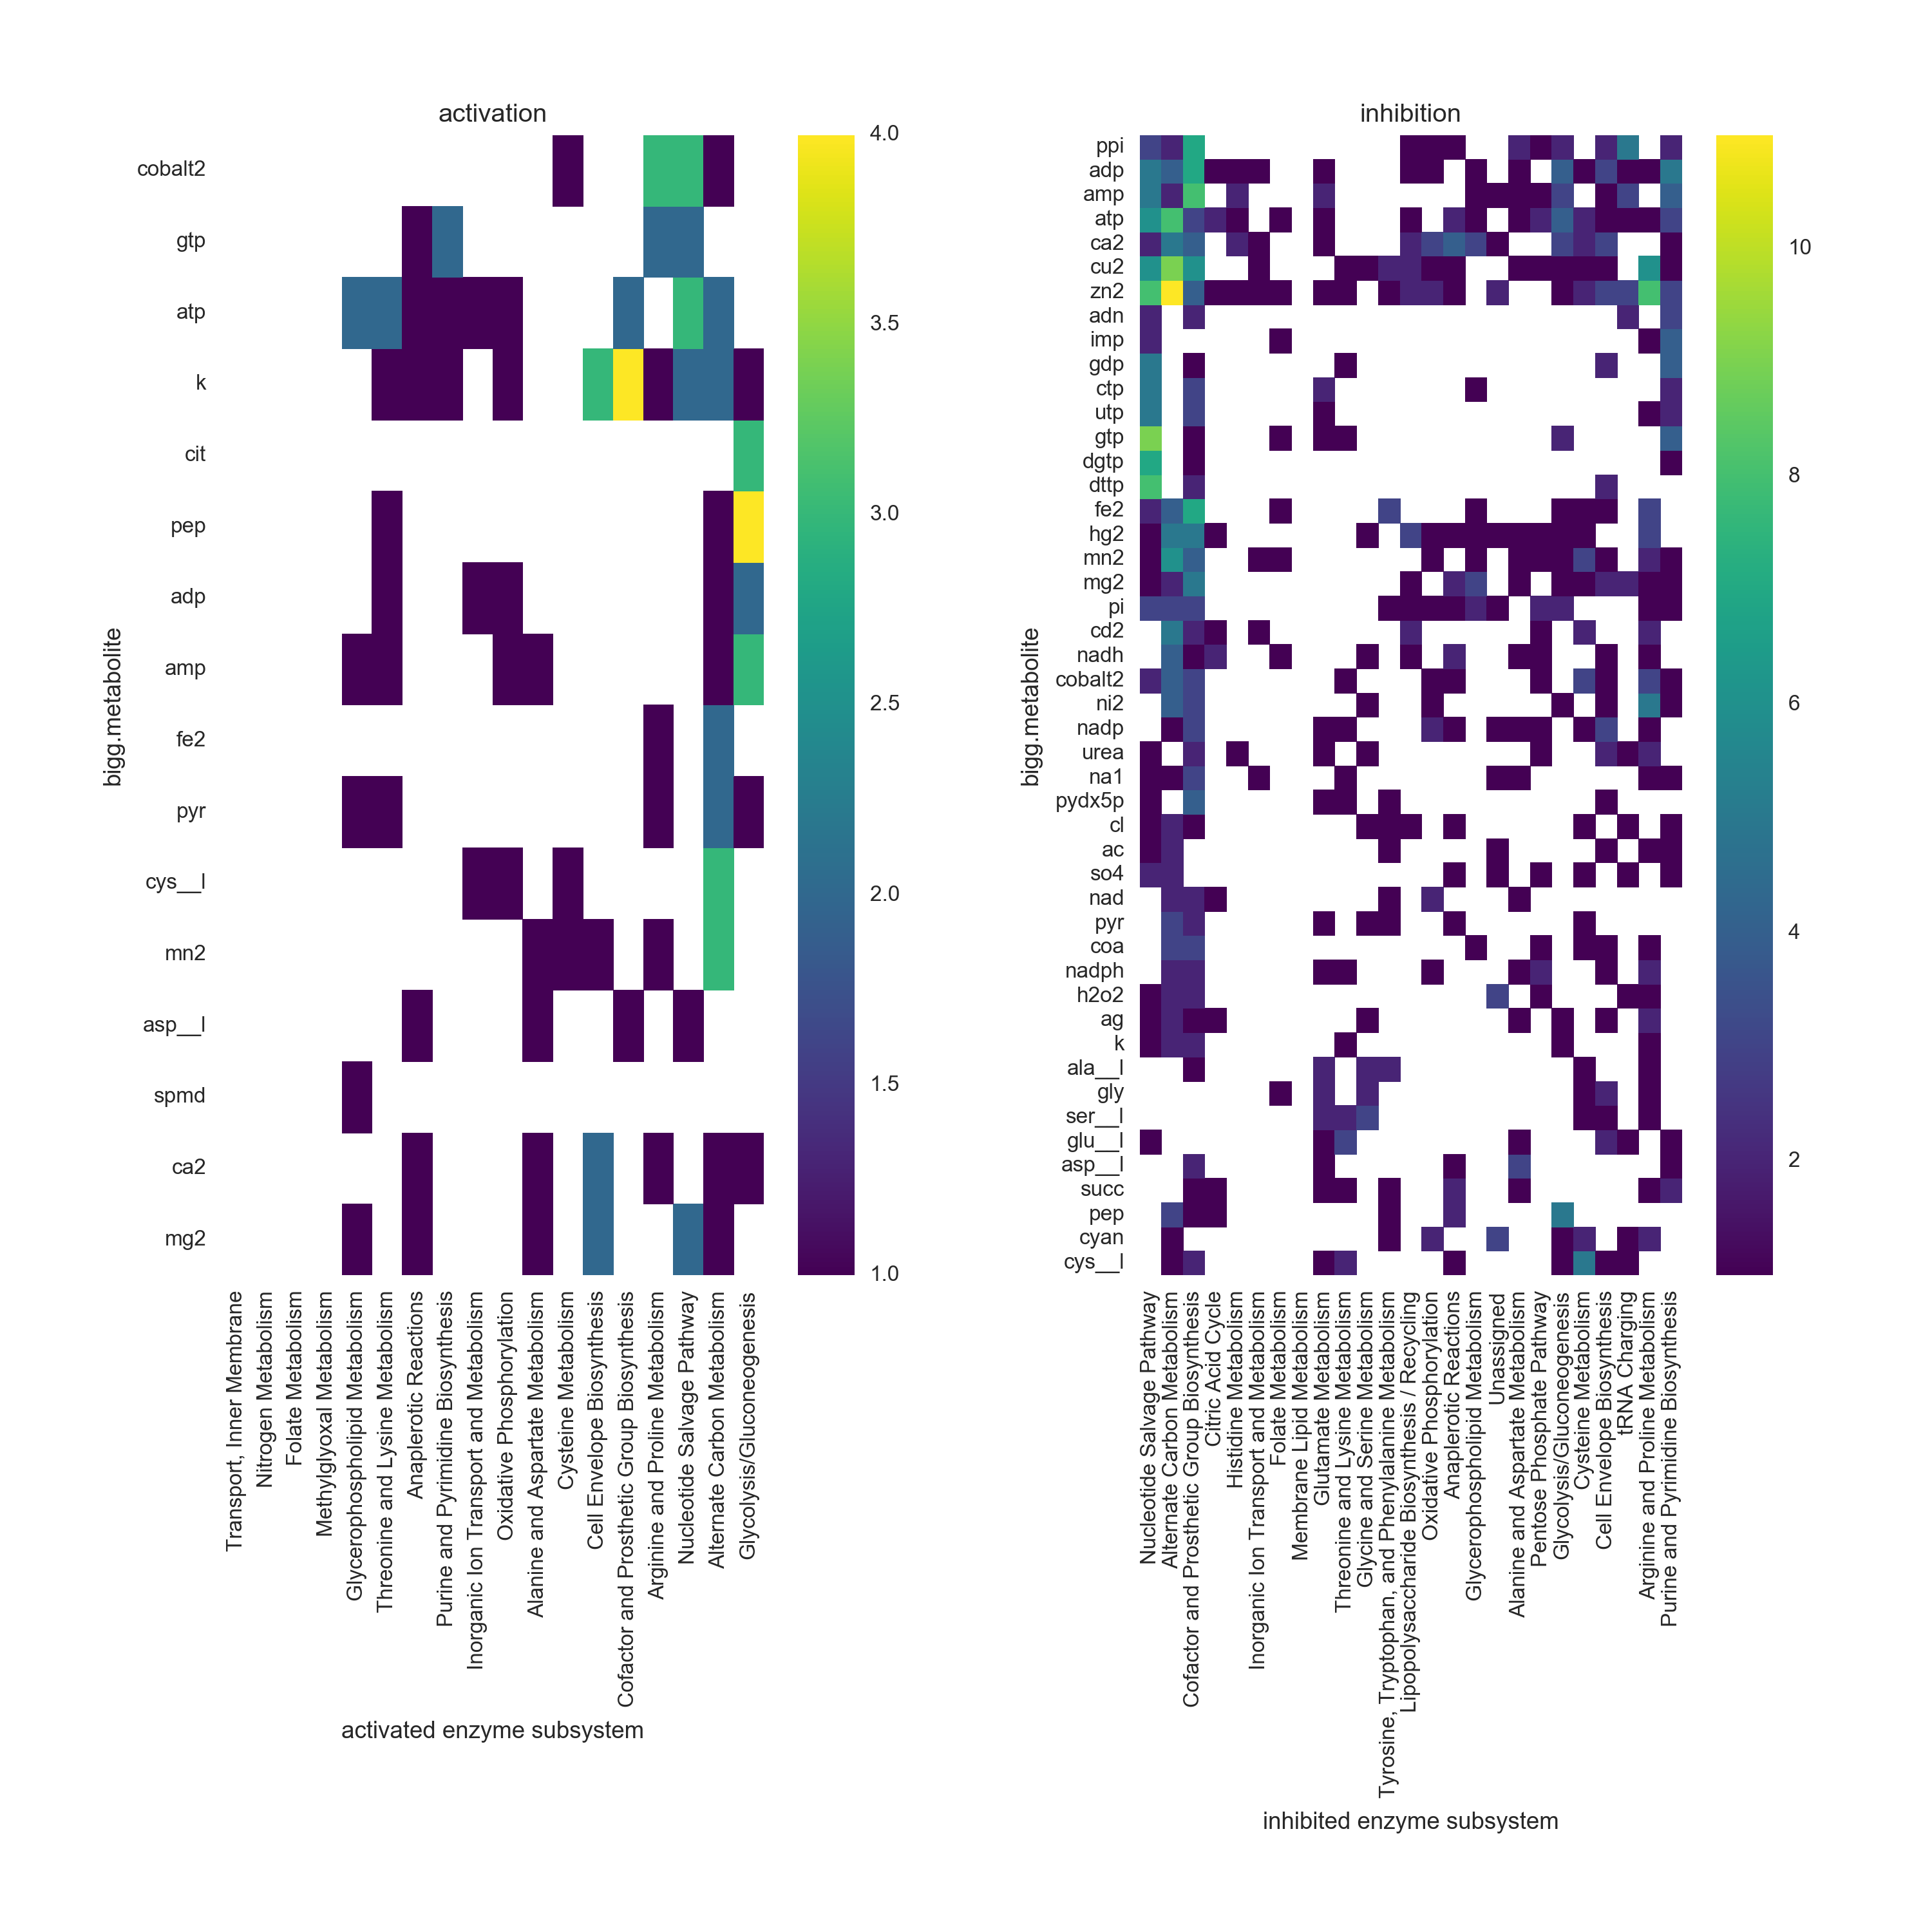 activation
cobalt2
gtp
atp
k
cit
pep
adp
amp
fe2
pyr
cys__l
mn2
asp__l
spmd
ca2
mg2
bigg.metabolite
Transport, Inner Membrane
Nitrogen Metabolism
Folate Metabolism
Methylglyoxal Metabolism
Glycerophospholipid Metabolism
Threonine and Lysine Metabolism
Anaplerotic Reactions
Purine and Pyrimidine Biosynthesis
Inorganic Ion Transport and Metabolism
Oxidative Phosphorylation
Alanine and Aspartate Metabolism
Cysteine Metabolism
Cell Envelope Biosynthesis
Cofactor and Prosthetic Group Biosynthesis
Arginine and Proline Metabolism
Nucleotide Salvage Pathway
Alternate Carbon Metabolism
Glycolysis/Gluconeogenesis
activated enzyme subsystem
4.0
3.5
3.0
2.5
2.0
1.5
1.0
inhibition
ppi
adp
amp
atp
ca2
cu2
zn2
adn
imp
gdp
ctp
utp
gtp
dgtp
dttp
fe2
hg2
mn2
mg2
pi
cd2
nadh
cobalt2
ni2
nadp
urea
na1
pydx5p
cl
ac
so4
nad
pyr
coa
nadph
h2o2
ag
k
ala__l
gly
ser__l
glu__l
asp__l
succ
pep
cyan
cys__l
bigg.metabolite
Nucleotide Salvage Pathway
Alternate Carbon Metabolism
Cofactor and Prosthetic Group Biosynthesis
Citric Acid Cycle
Histidine Metabolism
Inorganic Ion Transport and Metabolism
Folate Metabolism
Membrane Lipid Metabolism
Glutamate Metabolism
Threonine and Lysine Metabolism
Glycine and Serine Metabolism
Tyrosine, Tryptophan, and Phenylalanine Metabolism
Lipopolysaccharide Biosynthesis / Recycling
Oxidative Phosphorylation
Anaplerotic Reactions
Glycerophospholipid Metabolism
Unassigned
Alanine and Aspartate Metabolism
Pentose Phosphate Pathway
Glycolysis/Gluconeogenesis
Cysteine Metabolism
Cell Envelope Biosynthesis
tRNA Charging
Arginine and Proline Metabolism
Purine and Pyrimidine Biosynthesis
inhibited enzyme subsystem
10
8
6
4
2